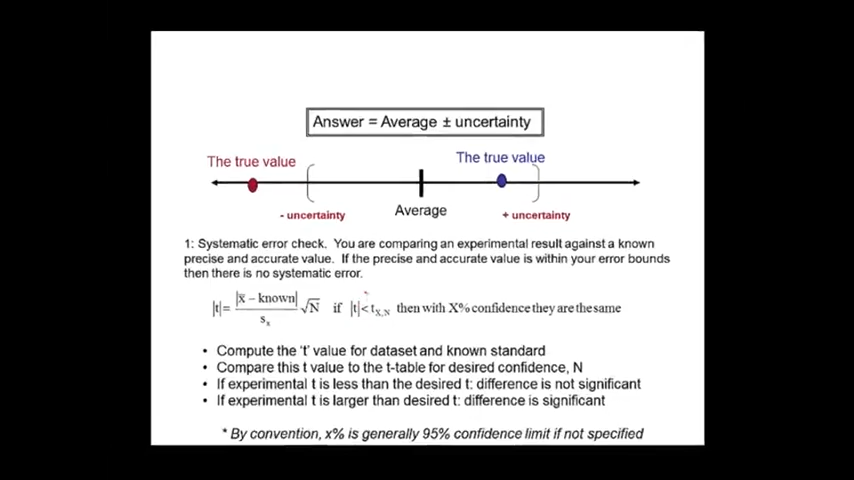 Answer = Average ± uncertainty
The true value
The true value
- uncertainty
Average
+ uncertainty
1: Systematic error check. You are comparing an experimental result against a known
precise and accurate value. If the precise and accurate value is within your error bounds
then there is no systematic error.
|t| = |x̄ – known| / sₓ √N if |t| < t_X,N then with X% confidence they are the same
• Compute the 't' value for dataset and known standard
• Compare this t value to the t-table for desired confidence, N
• If experimental t is less than the desired t: difference is not significant
• If experimental t is larger than desired t: difference is significant
* By convention, x% is generally 95% confidence limit if not specified